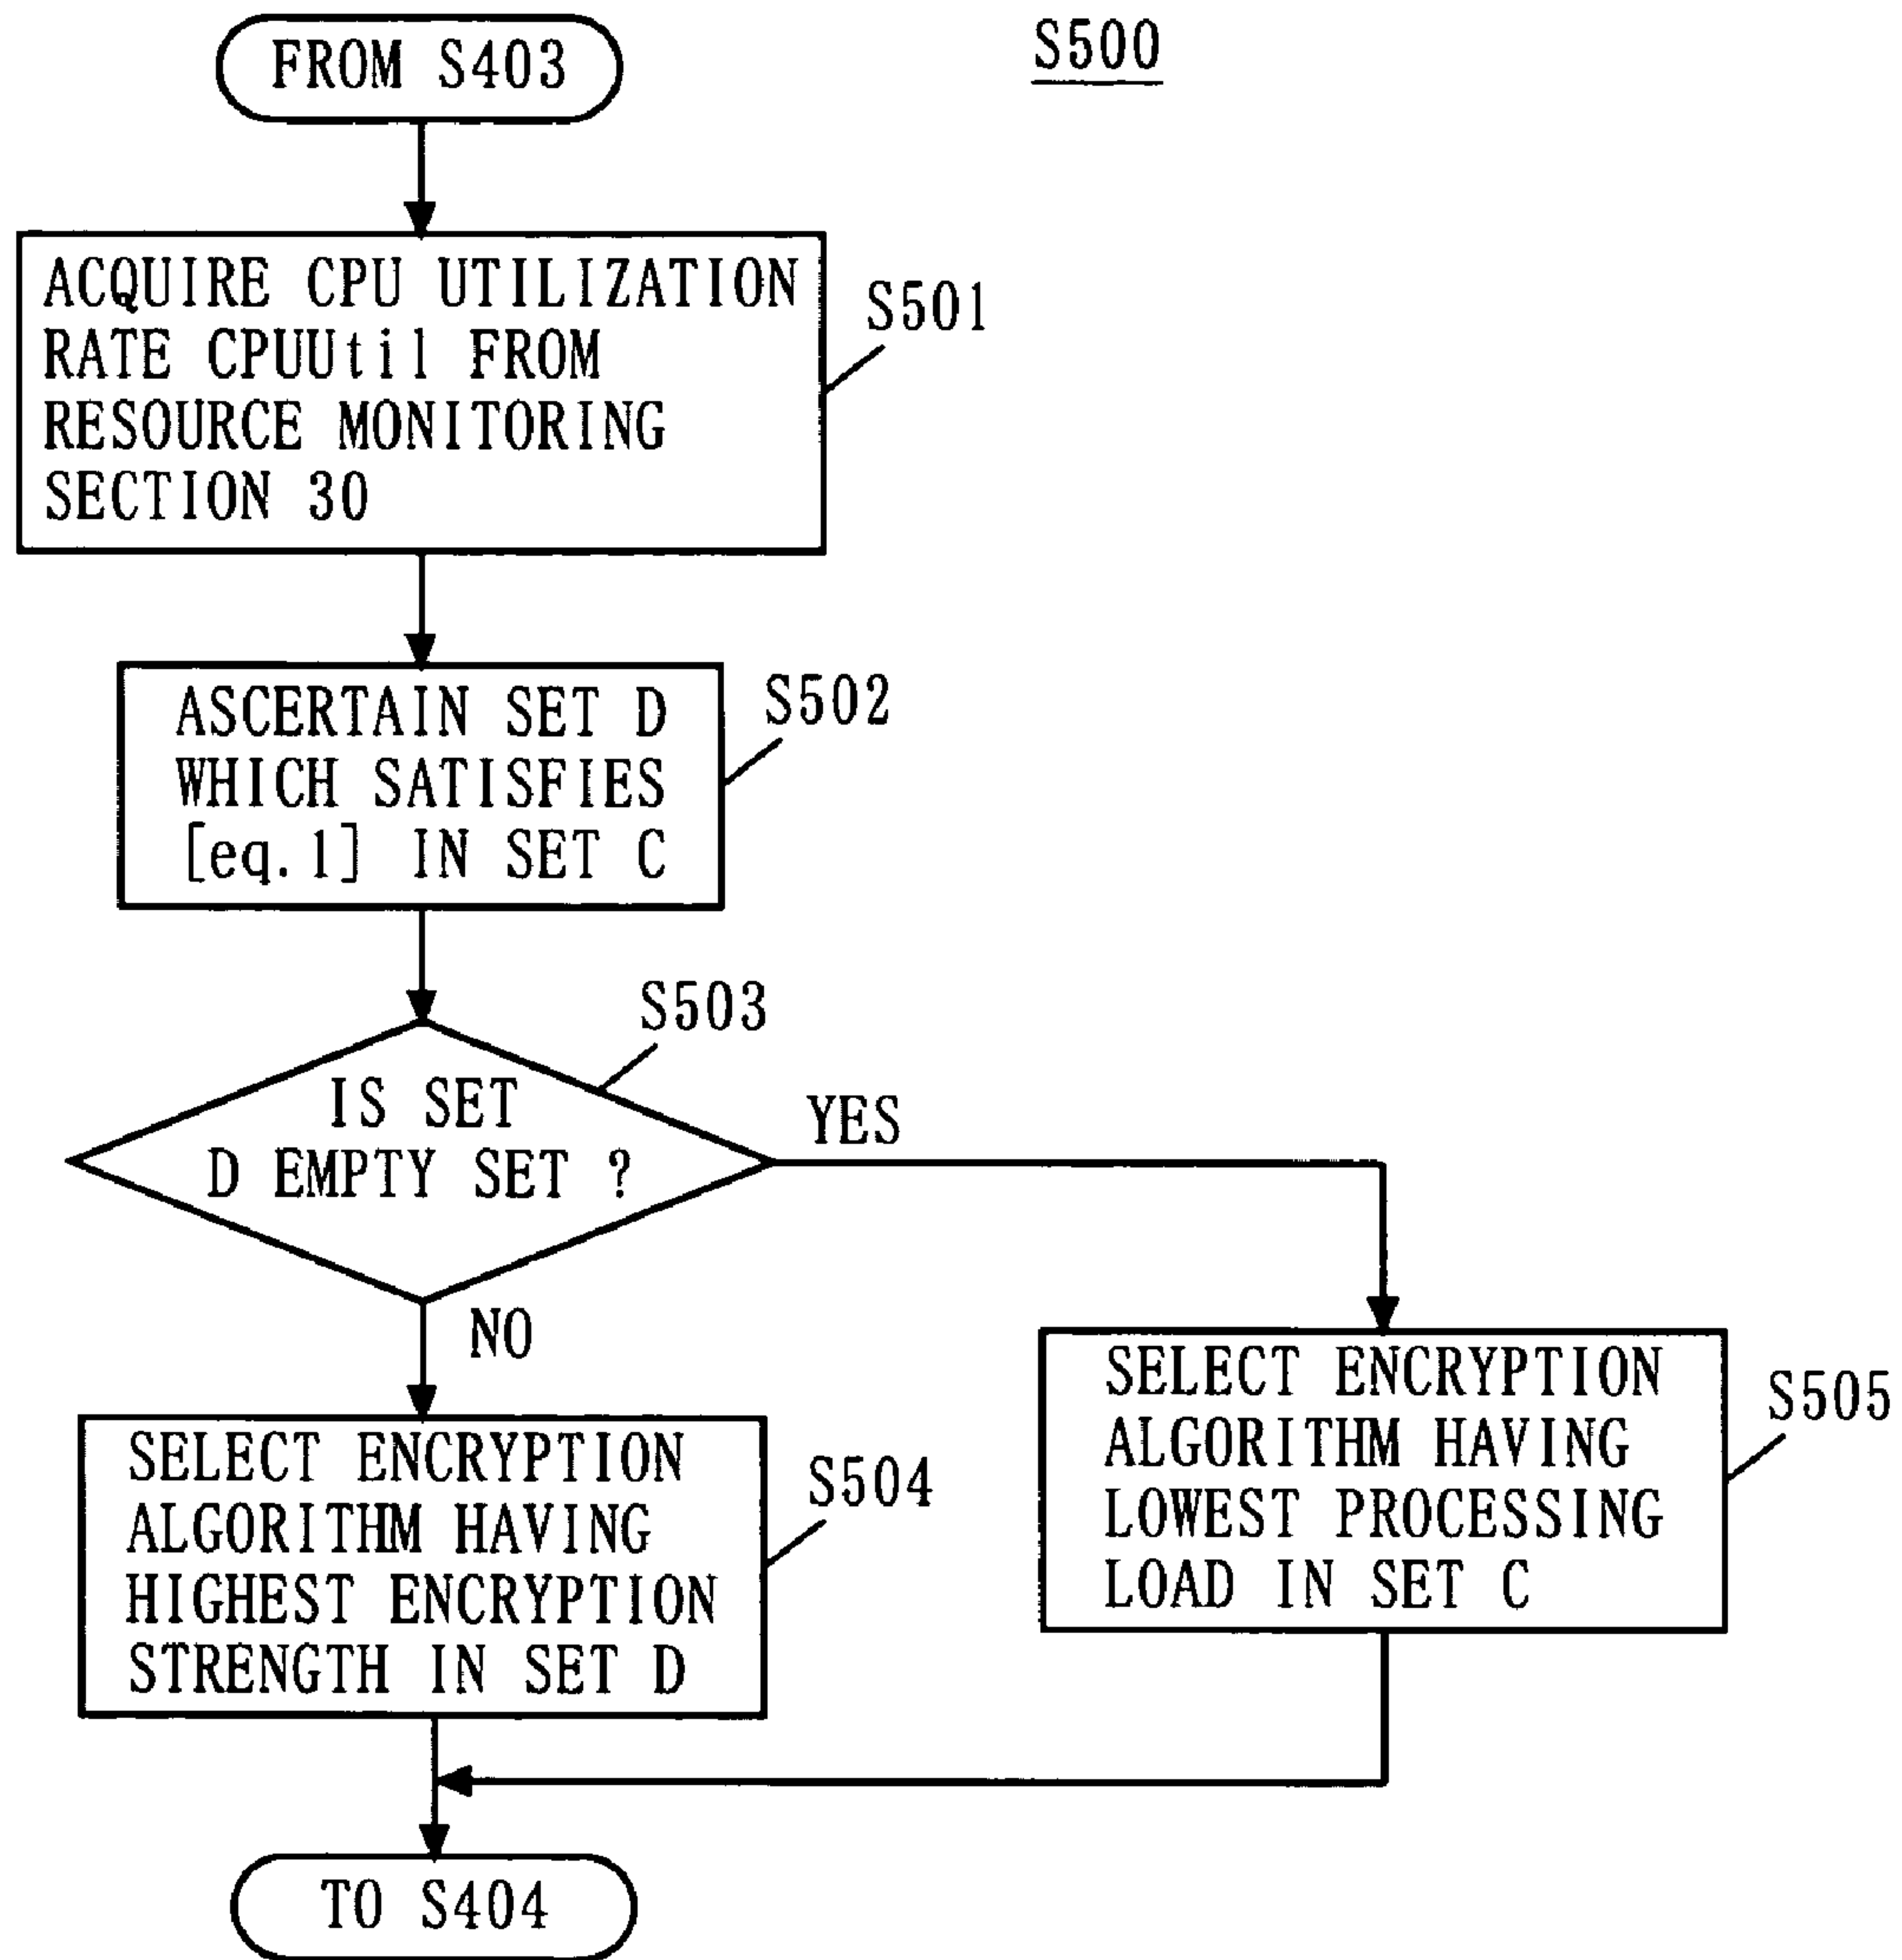 FROM S403
S500
ACQUIRE CPU UTILIZATION
RATE CPUUtil FROM
RESOURCE MONITORING
SECTION 30
S501
ASCERTAIN SET D
WHICH SATISFIES
[eq.1] IN SET C
S502
S503
IS SET
D EMPTY SET ?
YES
NO
SELECT ENCRYPTION
ALGORITHM HAVING
HIGHEST ENCRYPTION
STRENGTH IN SET D
S504
SELECT ENCRYPTION
ALGORITHM HAVING
LOWEST PROCESSING
LOAD IN SET C
S505
TO S404